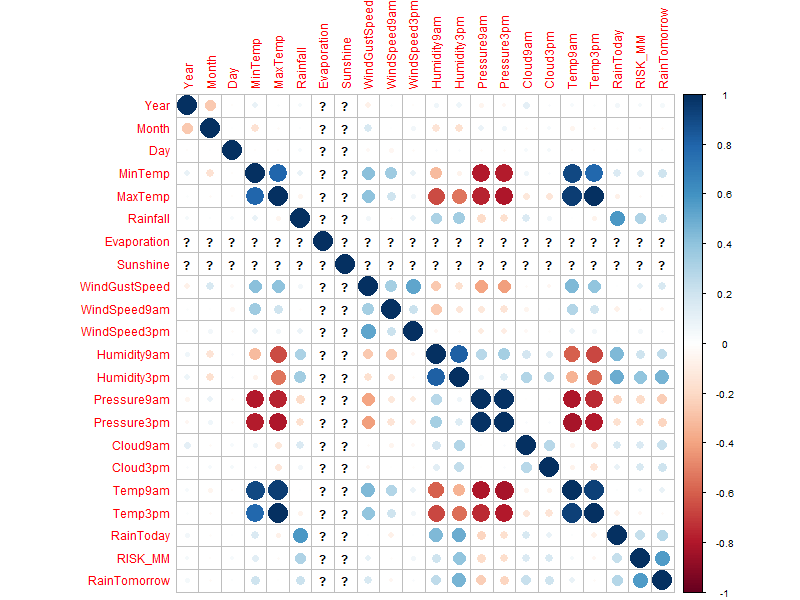 Year Month Day MinTemp MaxTemp Rainfall Evaporation Sunshine WindGustSpeed WindSpeed9am WindSpeed3pm Humidity9am Humidity3pm Pressure9am Pressure3pm Cloud9am Cloud3pm Temp9am Temp3pm RainToday RISK_MM RainTomorrow
1
Year ? ?
Month ? ?
0.8
Day ? ?
MinTemp ? ?
0.6
MaxTemp ? ?
Rainfall ? ?
0.4
Evaporation ? ? ? ? ? ? ? ? ? ? ? ? ? ? ? ? ? ? ? ? ?
Sunshine ? ? ? ? ? ? ? ? ? ? ? ? ? ? ? ? ? ? ? ? ?
0.2
WindGustSpeed ? ?
WindSpeed9am ? ?
WindSpeed3pm ? ?
0
Humidity9am ? ?
Humidity3pm ? ?
-0.2
Pressure9am ? ?
Pressure3pm ? ?
-0.4
Cloud9am ? ?
Cloud3pm ? ?
Temp9am ? ?
-0.6
Temp3pm ? ?
RainToday ? ?
-0.8
RISK_MM ? ?
RainTomorrow ? ?
-1